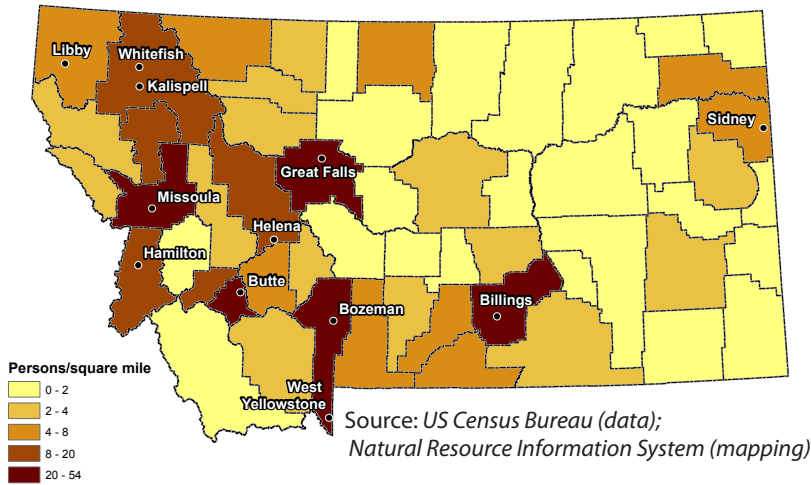 Libby
Whitefish
Kalispell
Sidney
Great Falls
Missoula
Helena
Hamilton
Butte
Bozeman
Billings
West
Yellowstone
Persons/square mile
0 - 2
2 - 4
4 - 8
8 - 20
20 - 54
Source: US Census Bureau (data);
Natural Resource Information System (mapping)